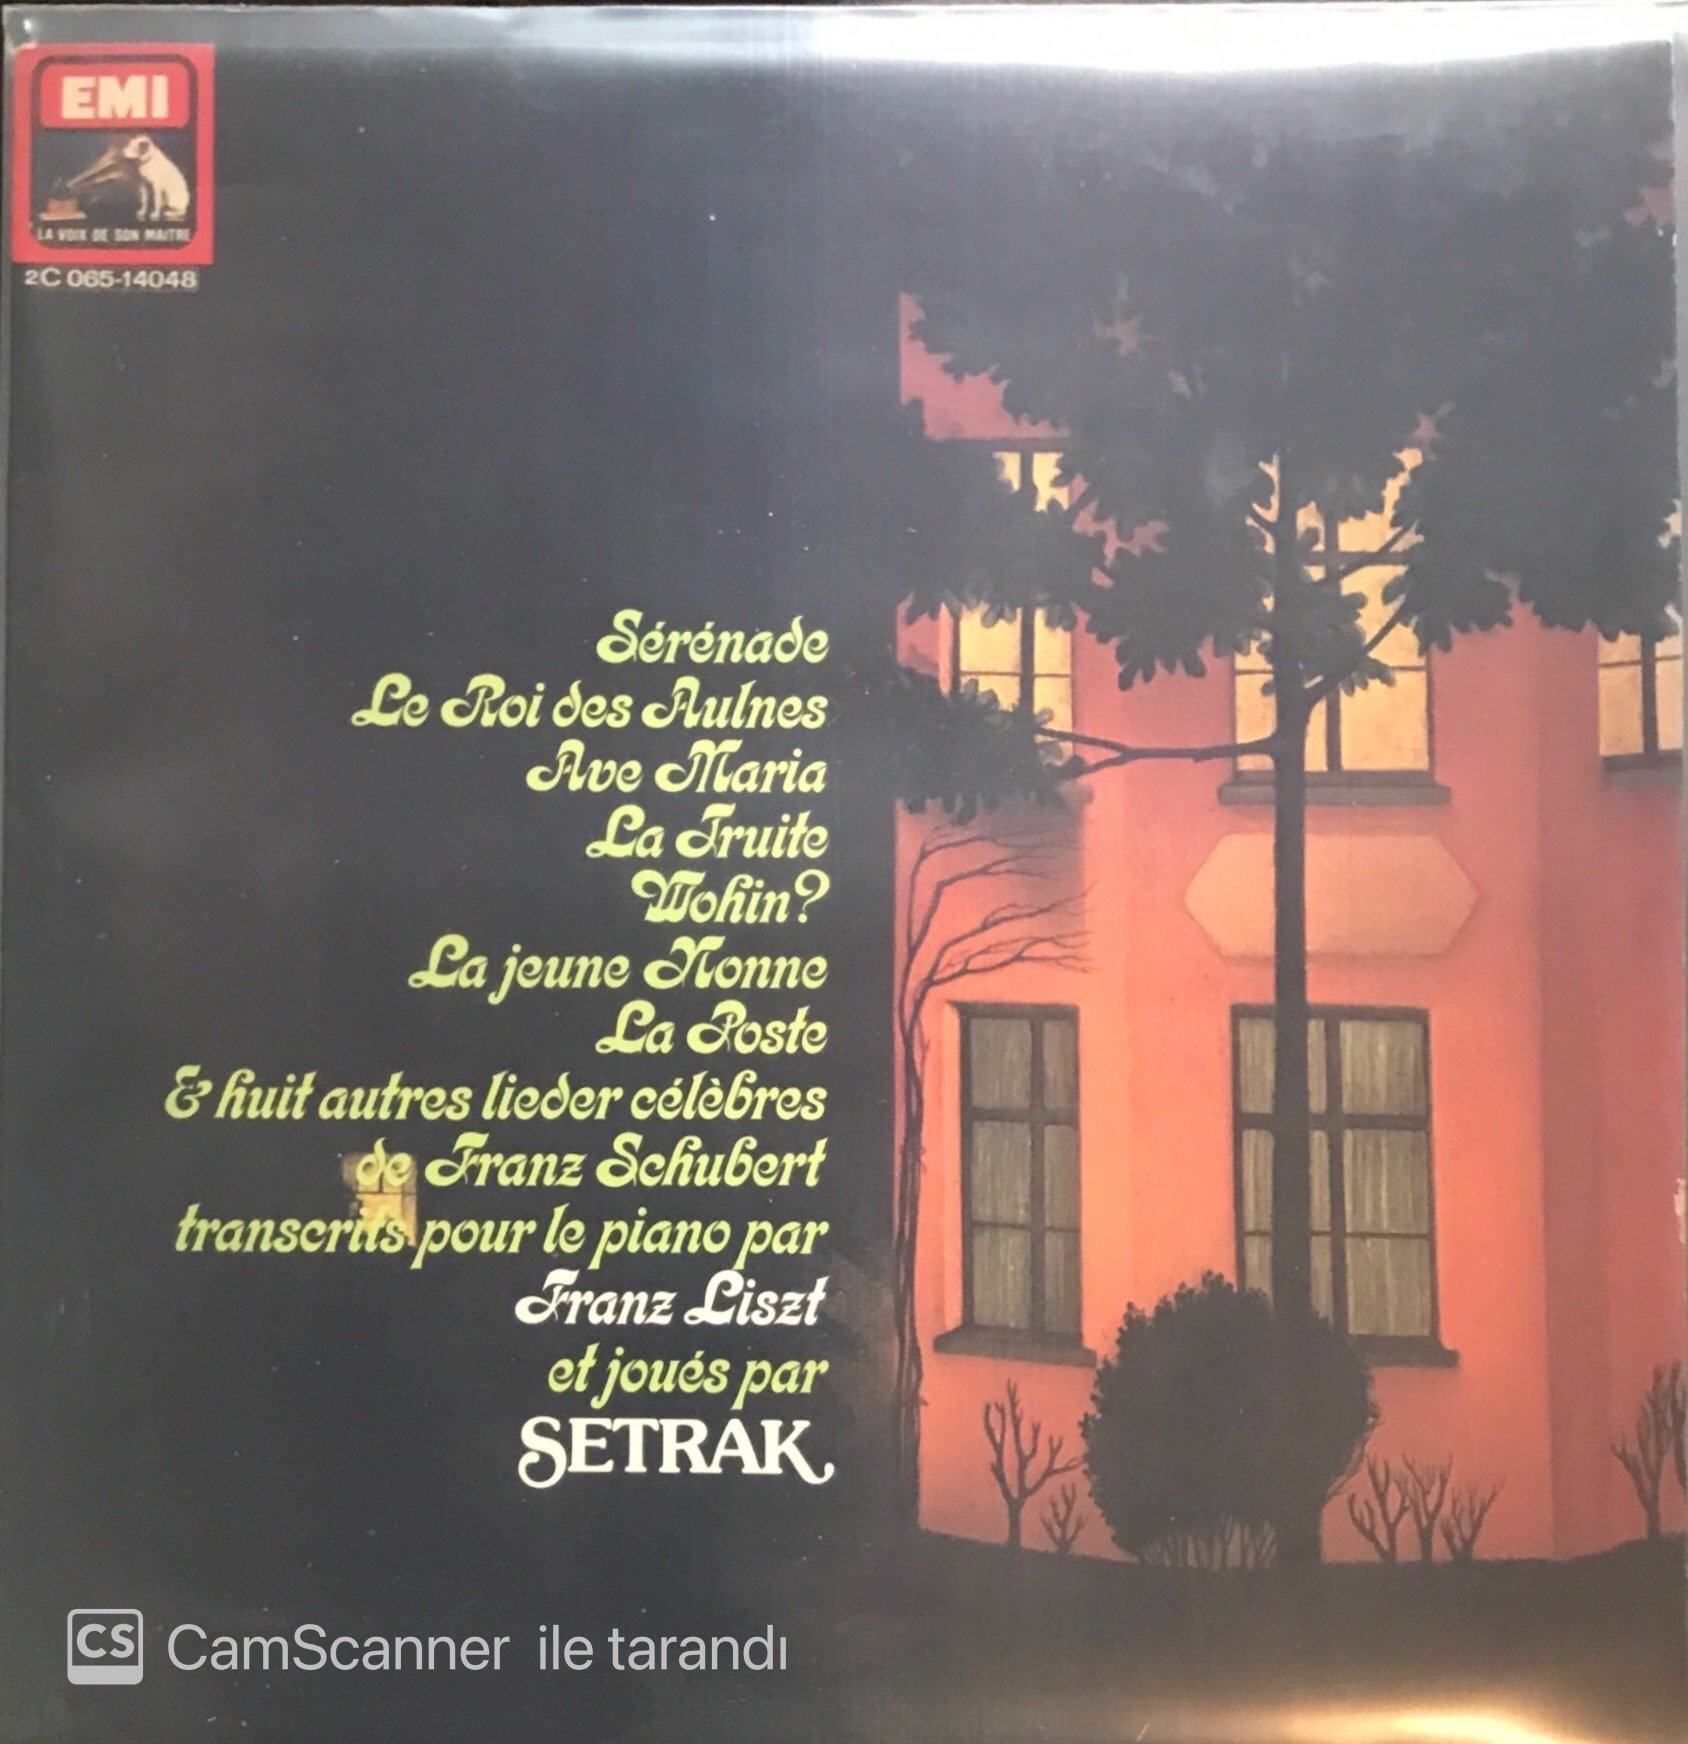 EMI
LA VOIX DE SON MAITRE
2C 065-14048
Sérénade
Le Roi des Aulnes
Ave Maria
La Truite
Wohin?
La jeune Nonne
La Poste
& huit autres lieder célèbres
de Franz Schubert
transcrits pour le piano par
Franz Liszt
et joués par
SETRAK
CS CamScanner ile tarandı